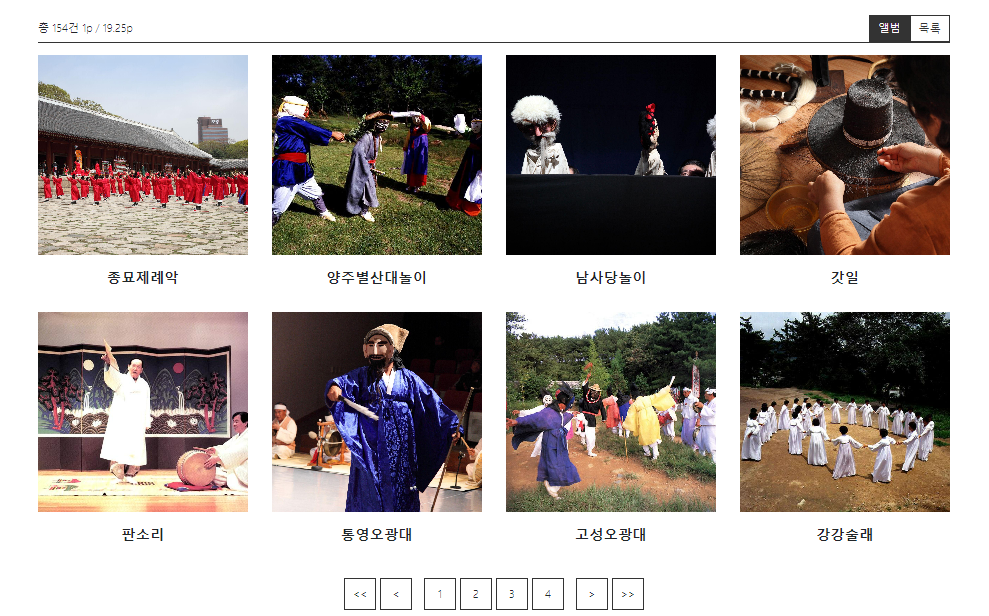 총 154건 1p / 19.25p
앨범 목록
종묘제례악 양주별산대놀이 남사당놀이 갓일
판소리 통영오광대 고성오광대 강강술래
<< < 1 2 3 4 > >>